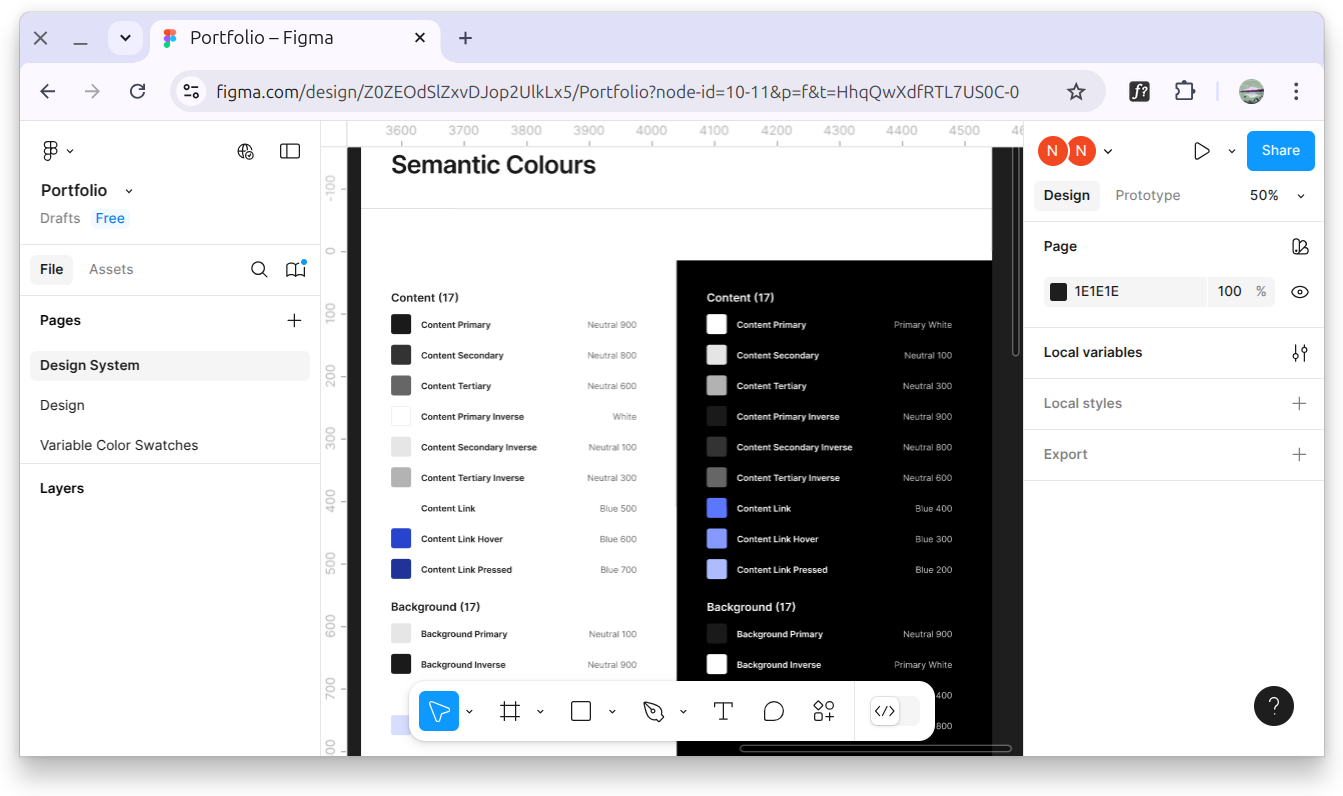 Portfolio – Figma
figma.com/design/Z0ZEOdSlZxvDJop2UlkLx5/Portfolio?node-id=10-11&p=f&t=HhqQwXdfRTL7US0C-0
f?
Portfolio
Drafts Free
File Assets
Pages
Design System
Design
Variable Color Swatches
Layers
3600 3700 3800 3900 4000 4100 4200 4300 4400 4500
-100
0
100
200
300
400
500
600
700
Semantic Colours
Content (17)
Content Primary Neutral 900
Content Secondary Neutral 800
Content Tertiary Neutral 600
Content Primary Inverse White
Content Secondary Inverse Neutral 100
Content Tertiary Inverse Neutral 300
Content Link Blue 500
Content Link Hover Blue 600
Content Link Pressed Blue 700
Background (17)
Background Primary Neutral 100
Background Inverse Neutral 900
Content (17)
Content Primary Primary White
Content Secondary Neutral 100
Content Tertiary Neutral 300
Content Primary Inverse Neutral 900
Content Secondary Inverse Neutral 800
Content Tertiary Inverse Neutral 600
Content Link Blue 400
Content Link Hover Blue 300
Content Link Pressed Blue 200
Background (17)
Background Primary Neutral 900
Background Inverse Primary White
400
800
N N
Share
Design Prototype 50%
Page
1E1E1E 100 %
Local variables
Local styles
Export
?